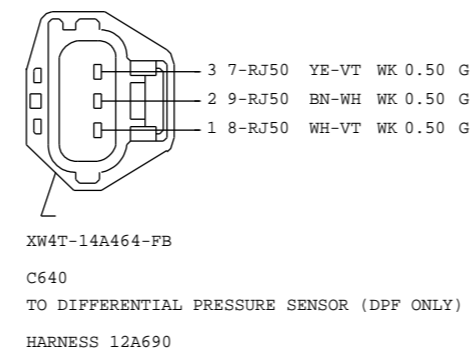 3 7-RJ50 YE-VT WK 0.50 G
2 9-RJ50 BN-WH WK 0.50 G
1 8-RJ50 WH-VT WK 0.50 G
XW4T-14A464-FB
C640
TO DIFFERENTIAL PRESSURE SENSOR (DPF ONLY)
HARNESS 12A690